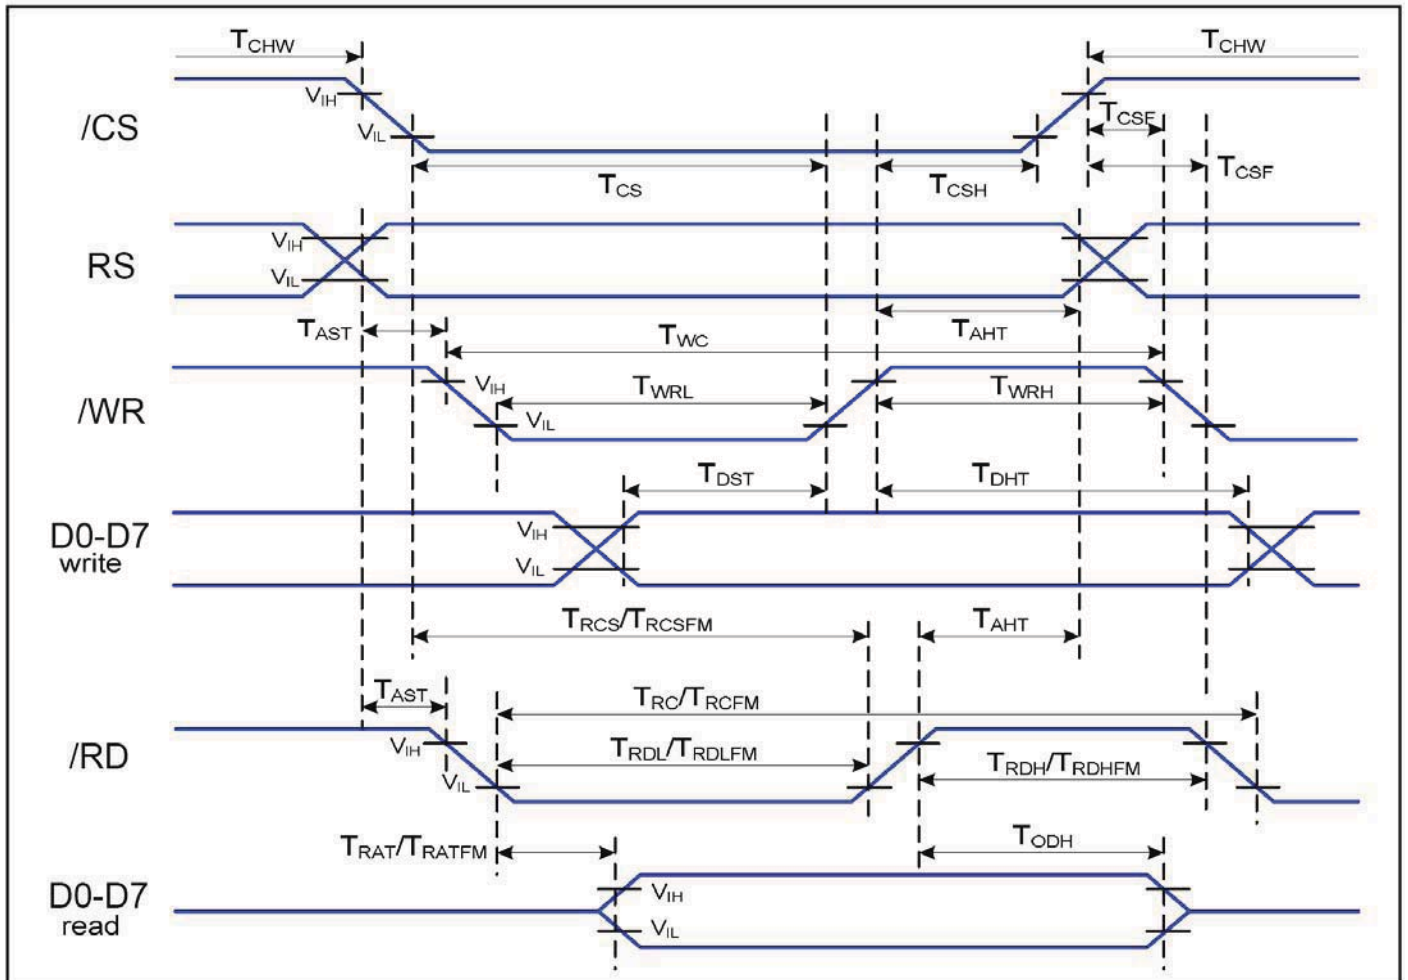 TCHW TCHW
VIH
/CS
VIL
TCSF
TCS TCSH TCSF
VIH
RS
VIL
TAST TWC TAHT
VIH TWRL TWRH
/WR
VIL
TDST TDHT
D0-D7 VIH
write VIL
TRCS/TRCSFM TAHT
TAST TRC/TRCFM
VIH TRDL/TRDLFM TRDH/TRDHFM
/RD
VIL
TRAT/TRATFM TODH
D0-D7 VIH
read VIL